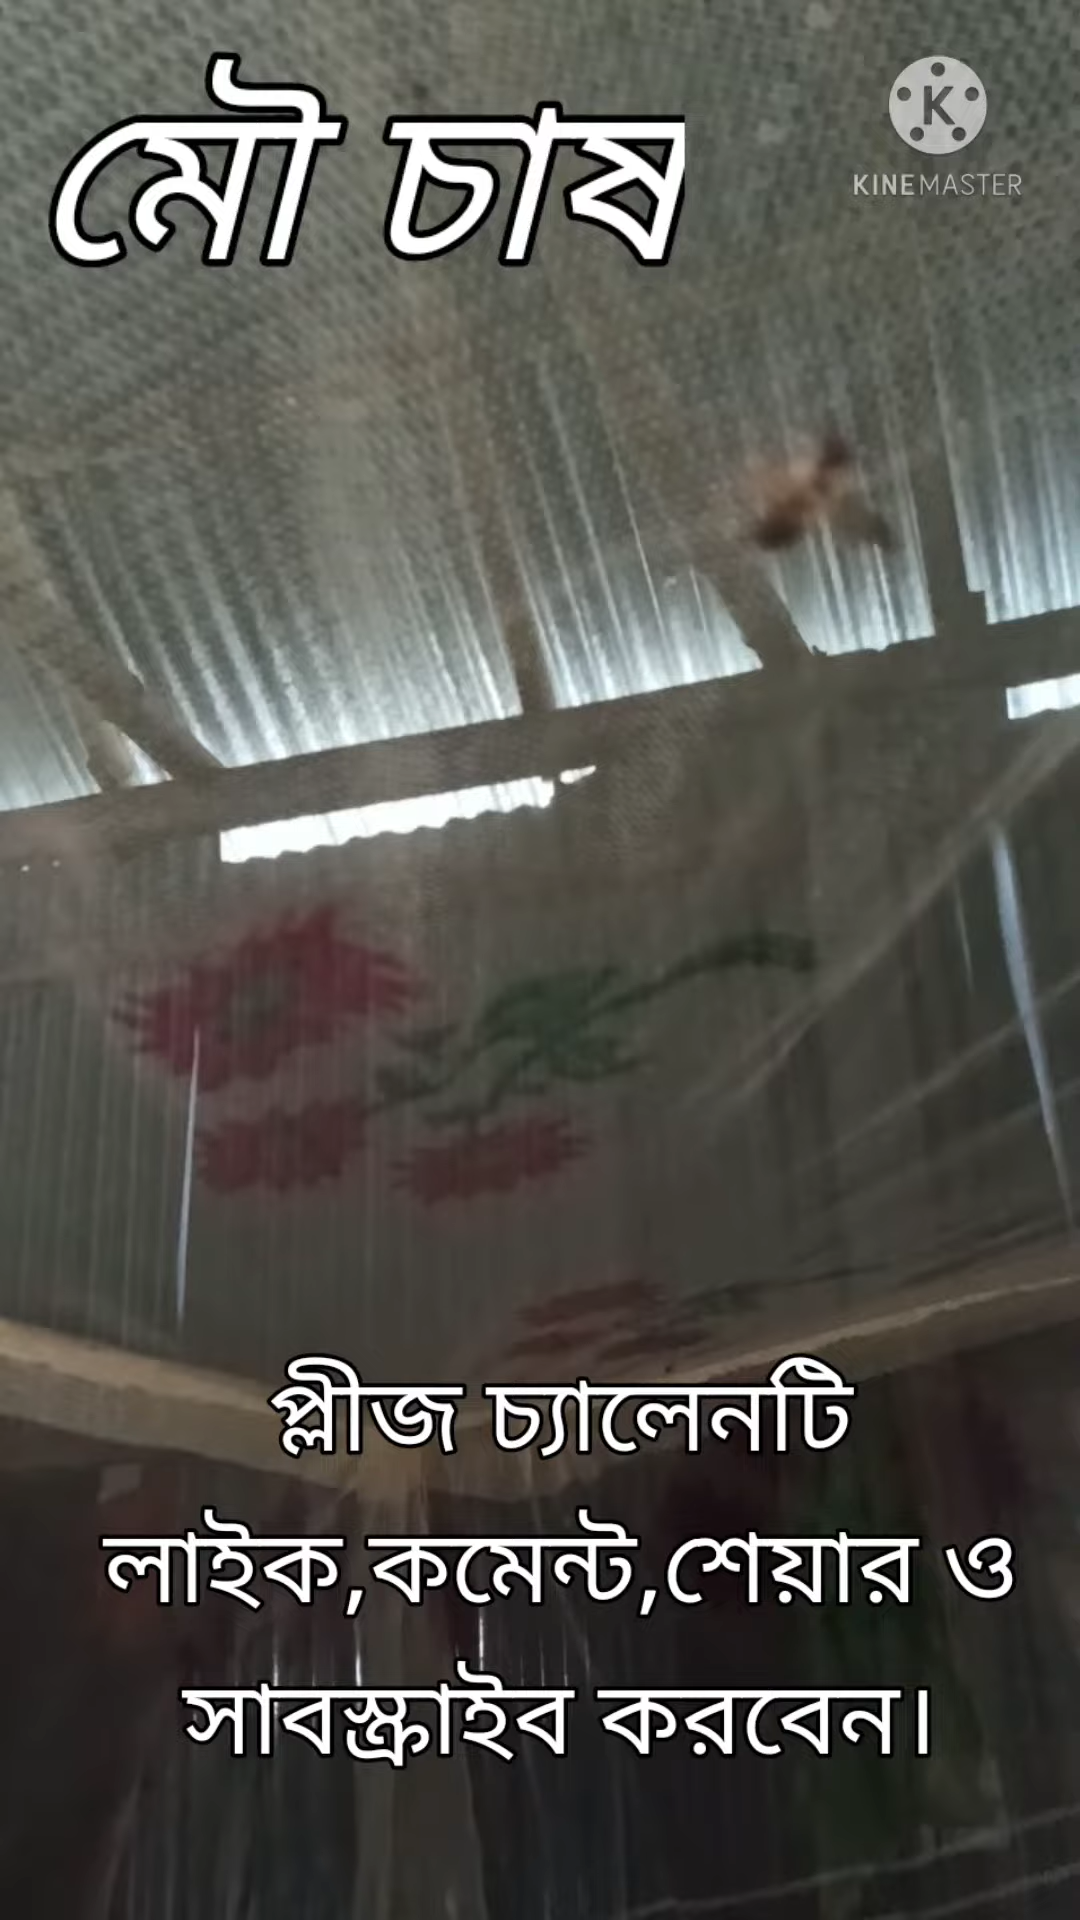 মৌ চাষ
KINEMASTER
প্লীজ চ্যালেনটি
লাইক,কমেন্ট,শেয়ার ও
সাবস্ক্রাইব করবেন।